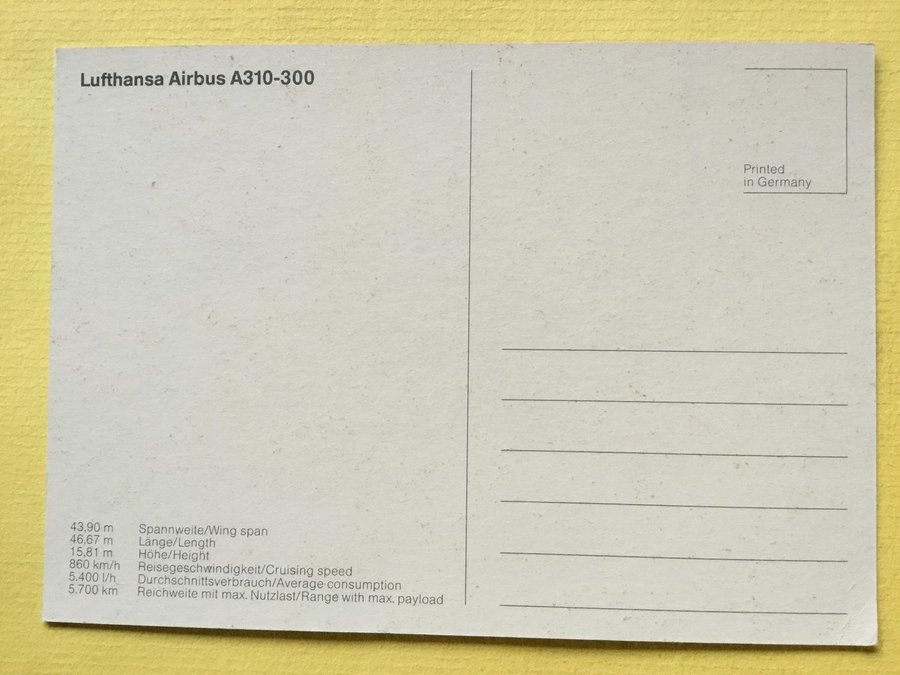 Lufthansa Airbus A310-300
Printed
in Germany
43,90 m Spannweite/Wing span
46,67 m Länge/Length
15,81 m Höhe/Height
860 km/h Reisegeschwindigkeit/Cruising speed
5.400 l/h Durchschnittsverbrauch/Average consumption
5.700 km Reichweite mit max. Nutzlast/Range with max. payload